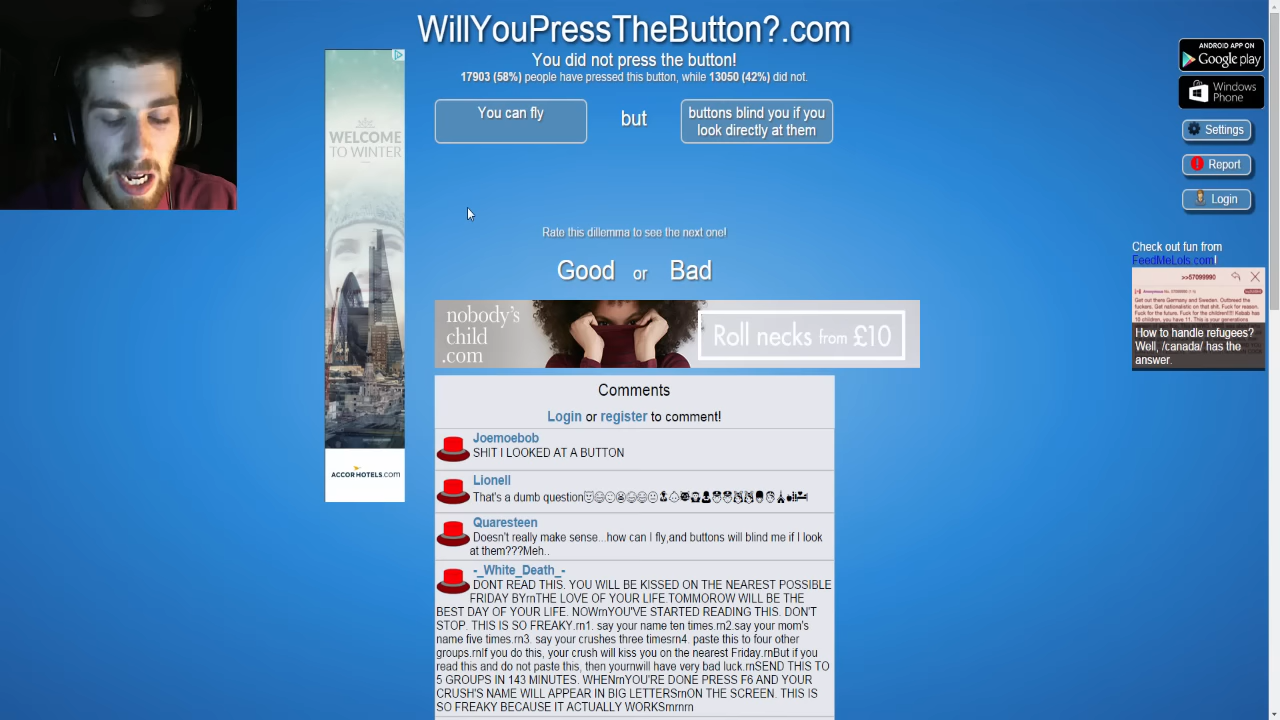 WillYouPressTheButton?.com
You did not press the button!
17903 (58%) people have pressed this button, while 13050 (42%) did not.
You can fly
but
buttons blind you if you
look directly at them
Rate this dillemma to see the next one!
Good or Bad
WELCOME
TO WINTER
ACCORHOTELS.COM
nobody's
child
.com
Roll necks from £10
ANDROID APP ON
Google play
Windows
Phone
Settings
Report
Login
Check out fun from
FeedMeLols.com!
>>57099990
How to handle refugees?
Well, /canada/ has the
answer.
Comments
Login or register to comment!
Joemoebob
SHIT I LOOKED AT A BUTTON
Lionell
That's a dumb question
Quaresteen
Doesn't really make sense...how can I fly,and buttons will blind me if I look
at them???Meh..
-_White_Death_-
DONT READ THIS. YOU WILL BE KISSED ON THE NEAREST POSSIBLE
FRIDAY BYrnTHE LOVE OF YOUR LIFE.TOMMOROW WILL BE THE
BEST DAY OF YOUR LIFE. NOWrnYOU'VE STARTED READING THIS. DON'T
STOP. THIS IS SO FREAKY.rn1. say your name ten times.rn2.say your mom's
name five times.rn3. say your crushes three timesrn4. paste this to four other
groups.rnIf you do this, your crush will kiss you on the nearest Friday.rnBut if you
read this and do not paste this, then yournwill have very bad luck.rnSEND THIS TO
5 GROUPS IN 143 MINUTES. WHENrnYOU'RE DONE PRESS F6 AND YOUR
CRUSH'S NAME WILL APPEAR IN BIG LETTERSrnON THE SCREEN. THIS IS
SO FREAKY BECAUSE IT ACTUALLY WORKSrnrnrn